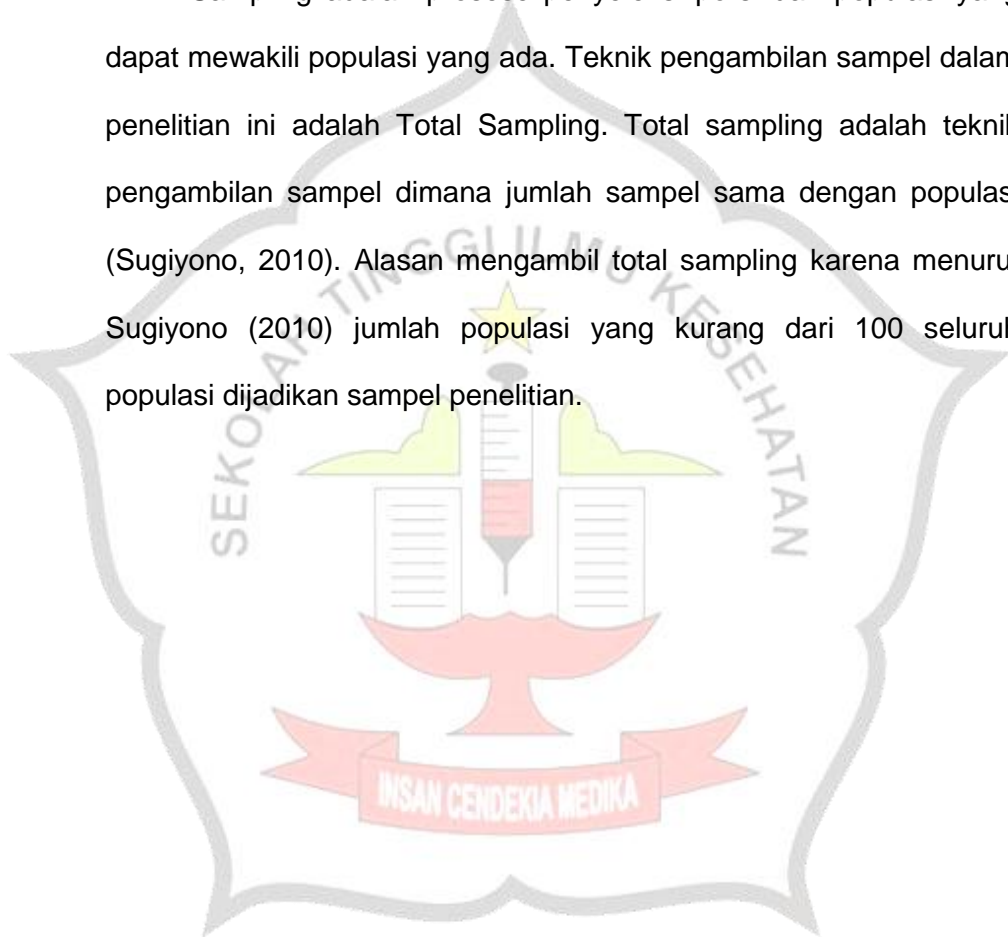 dapat mewakili populasi yang ada. Teknik pengambilan sampel dalam
penelitian ini adalah Total Sampling. Total sampling adalah teknik
pengambilan sampel dimana jumlah sampel sama dengan populas
(Sugiyono, 2010). Alasan mengambil total sampling karena menuru
Sugiyono (2010) jumlah populasi yang kurang dari 100 seluruh
populasi dijadikan sampel penelitian.
SEKOLAH TINGGI ILMU KESEHATAN
INSAN CENDEKIA MEDIKA